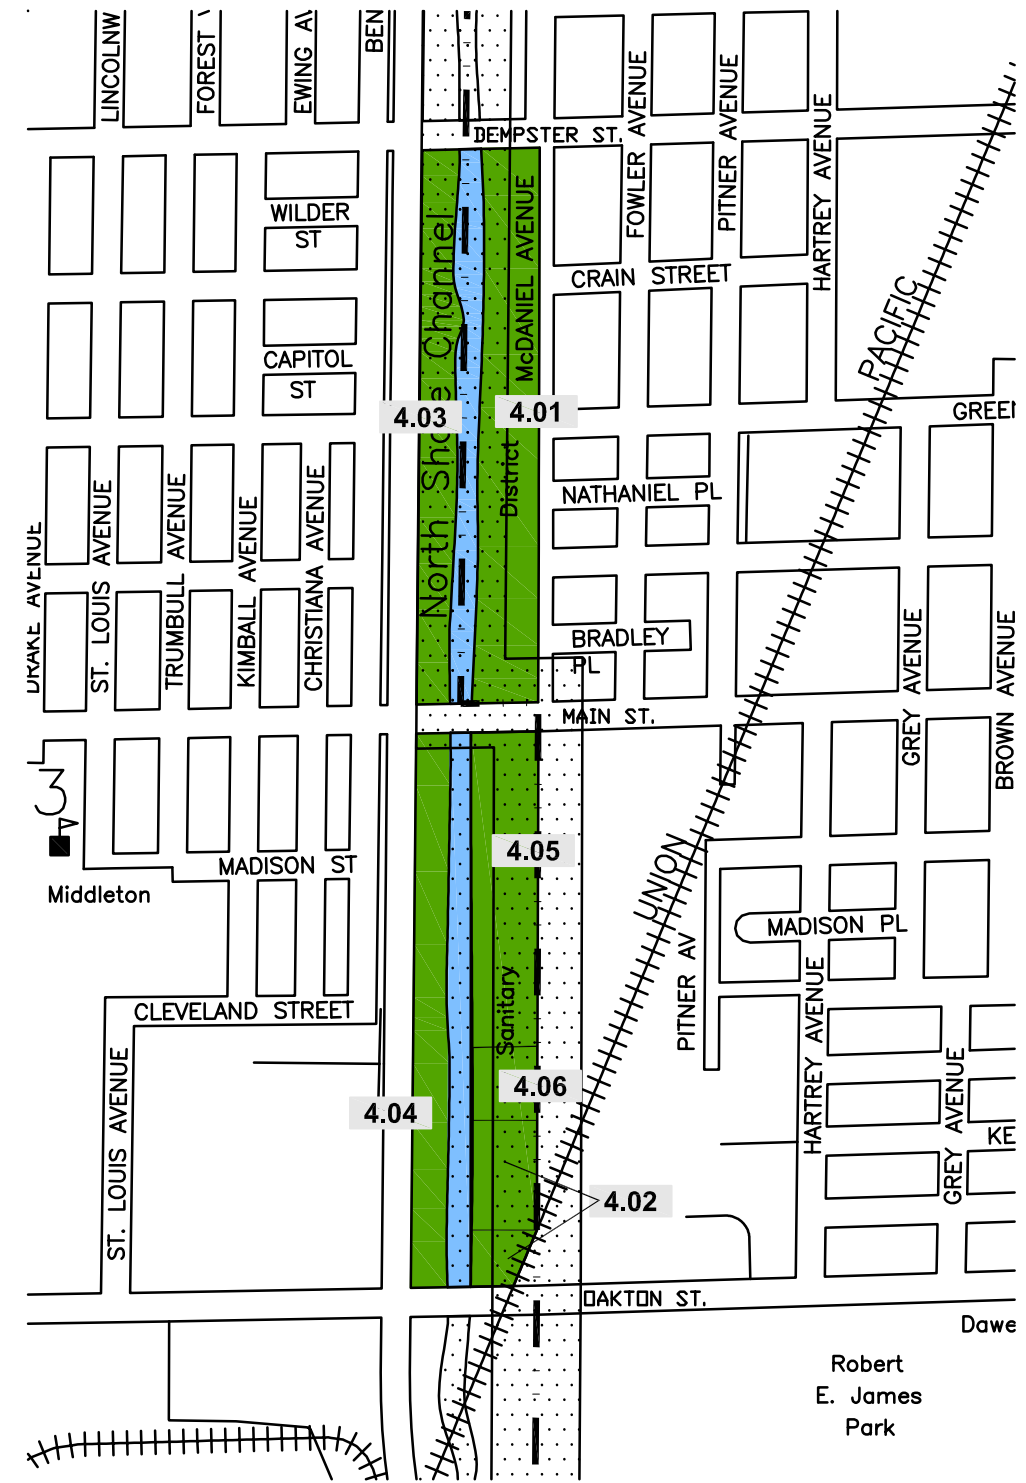 LINCOLNW
FOREST
EWING AV
BEN
FOWLER AVENUE
PITNER AVENUE
HARTREY AVENUE
DEMPSTER ST.
WILDER
ST
McDANIEL AVENUE
CRAIN STREET
North Shore Channel
PACIFIC
CAPITOL
ST
4.03
4.01
GREEN
District
NATHANIEL PL
DRAKE AVENUE
ST. LOUIS AVENUE
TRUMBULL AVENUE
KIMBALL AVENUE
CHRISTIANA AVENUE
BRADLEY
PL
GREY AVENUE
BROWN AVENUE
MAIN ST.
3
4.05
MADISON ST
Middleton
UNION
MADISON PL
PITNER AV
HARTREY AVENUE
Sanitary
CLEVELAND STREET
4.06
4.04
ST. LOUIS AVENUE
GREY AVENUE
KE
4.02
OAKTON ST.
Dawe
Robert
E. James
Park